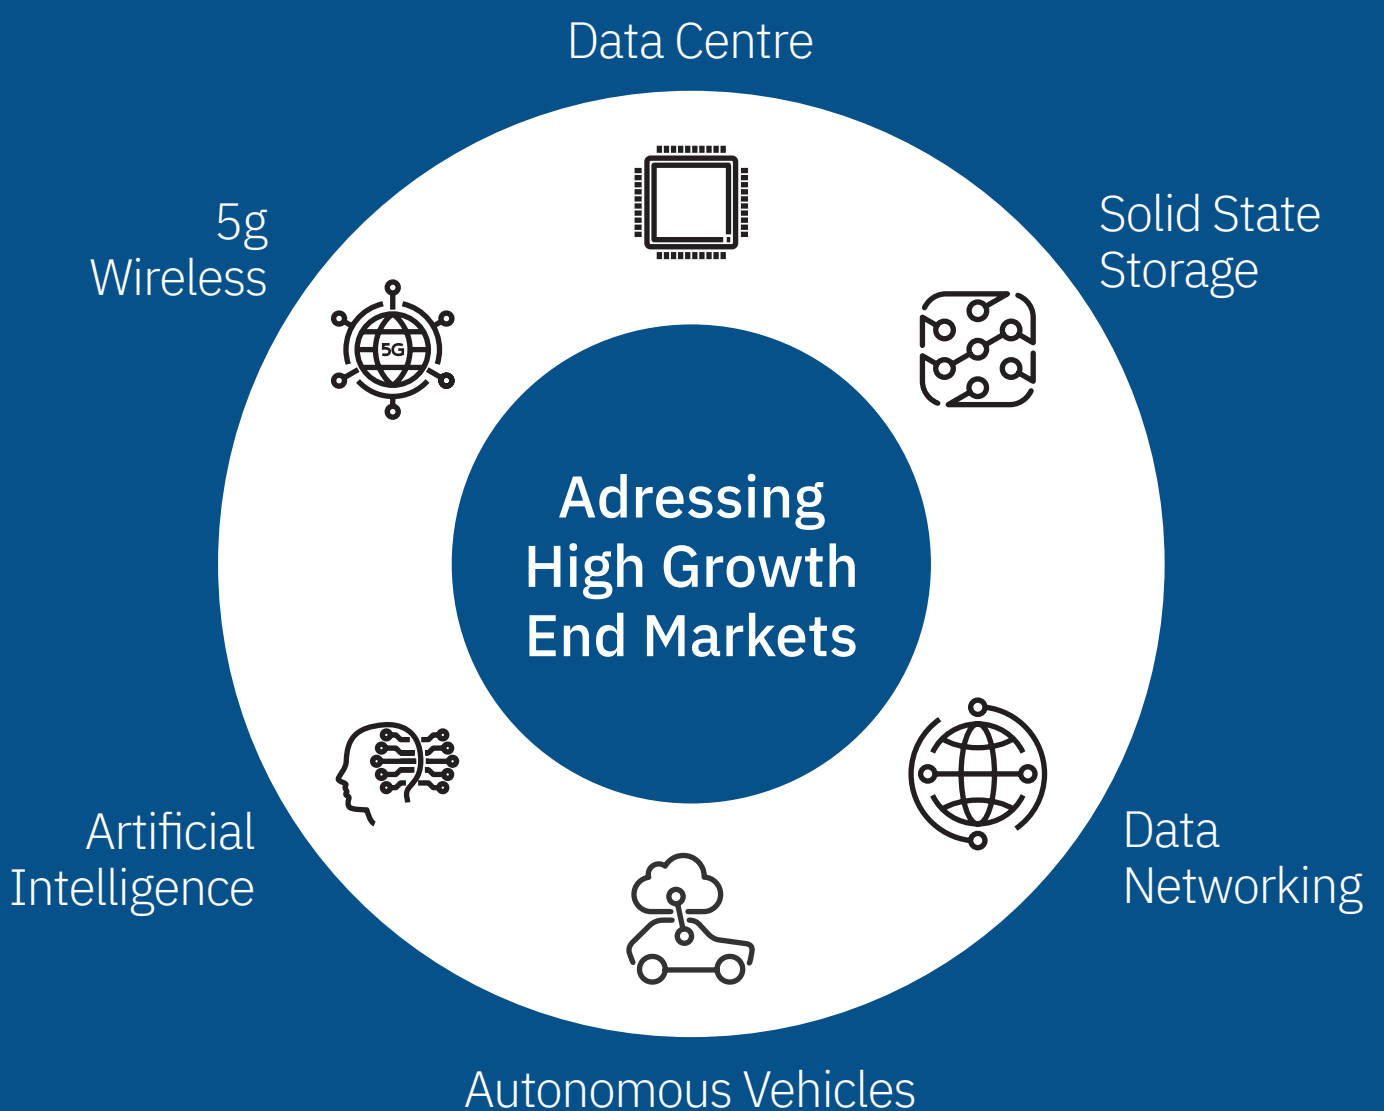 Data Centre
5g
Wireless
Solid State
Storage
5G
Adressing
High Growth
End Markets
Artificial
Intelligence
Data
Networking
Autonomous Vehicles